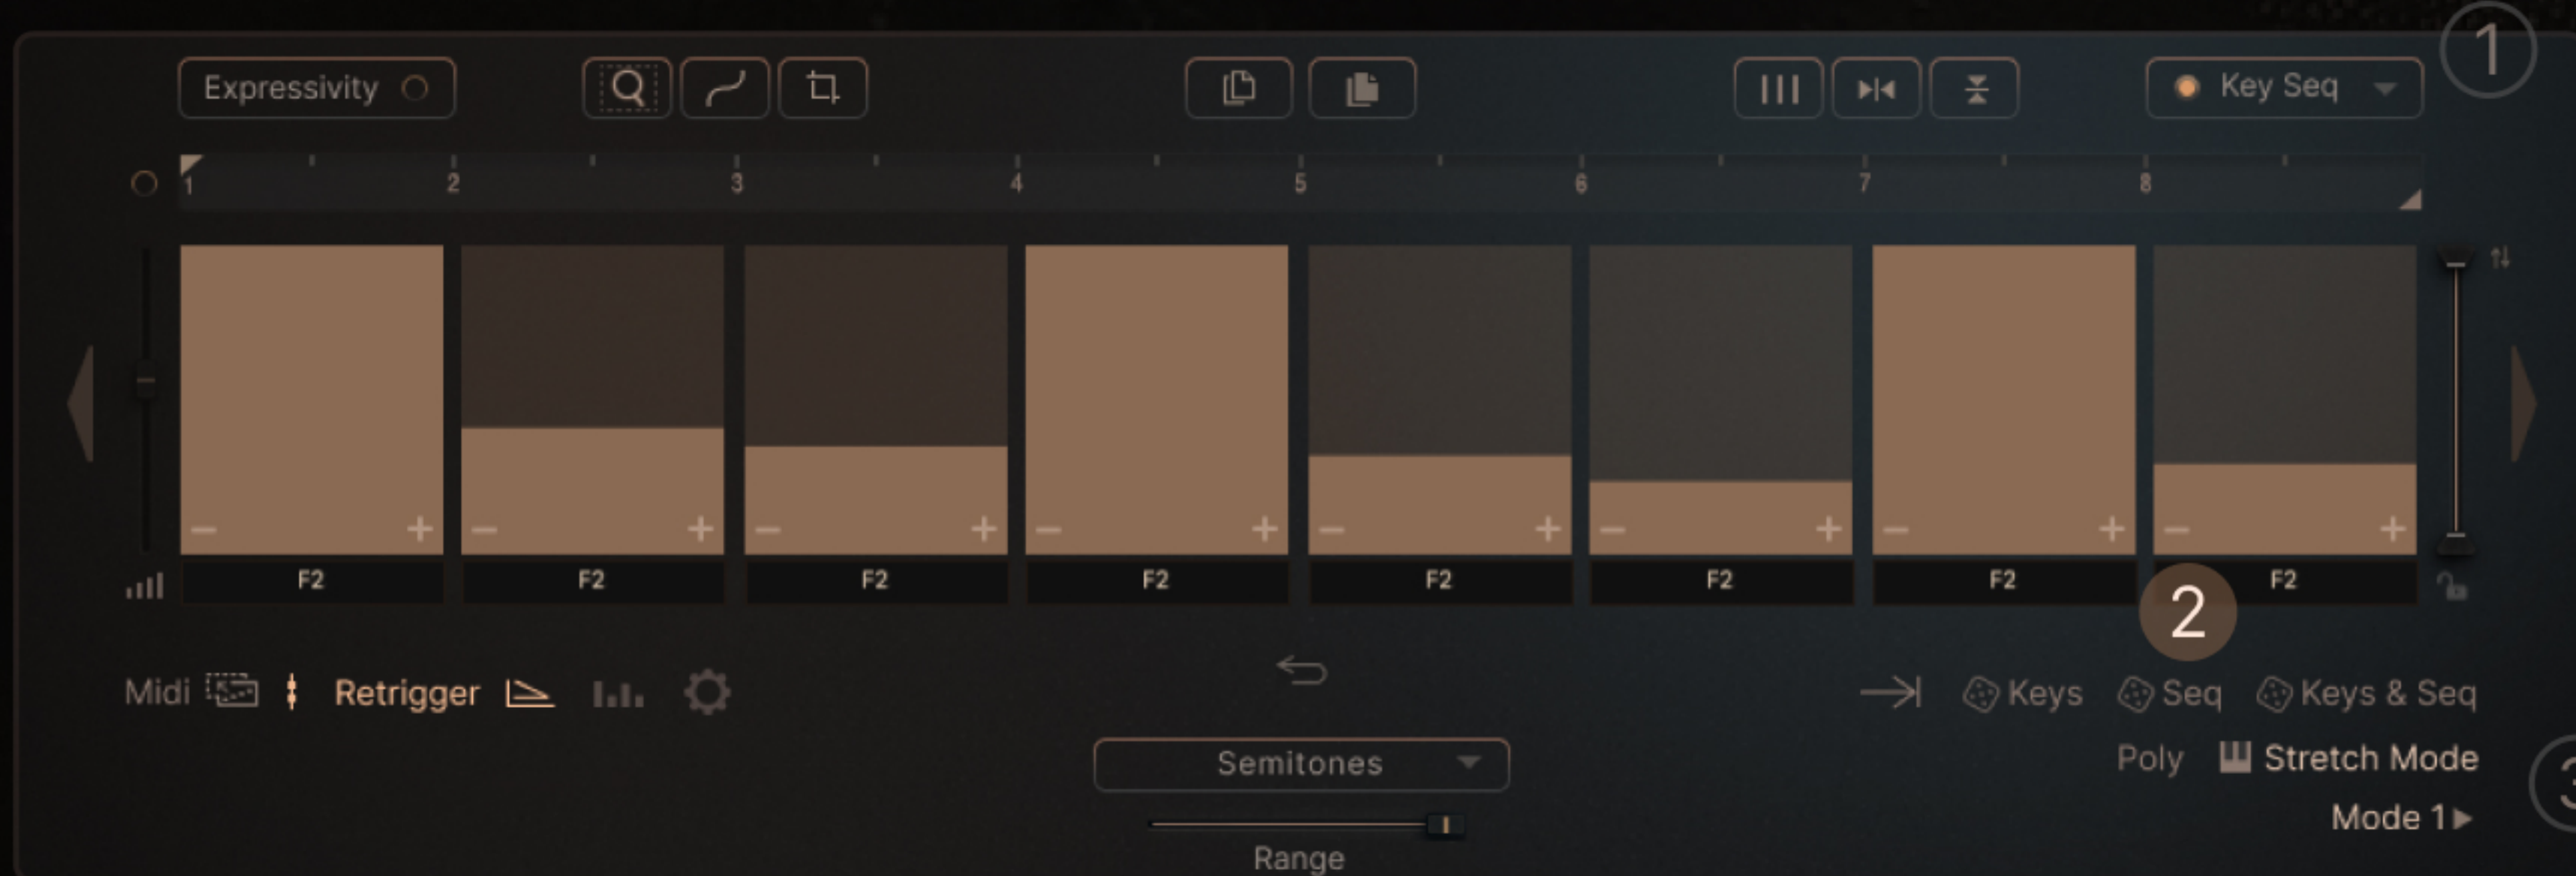 1
Expressivity
Key Seq
1 2 3 4 5 6 7 8
F2 F2 F2 F2 F2 F2 F2 F2
2
Midi Retrigger Keys Seq Keys & Seq
Semitones
Poly Stretch Mode
3
Mode 1
Range